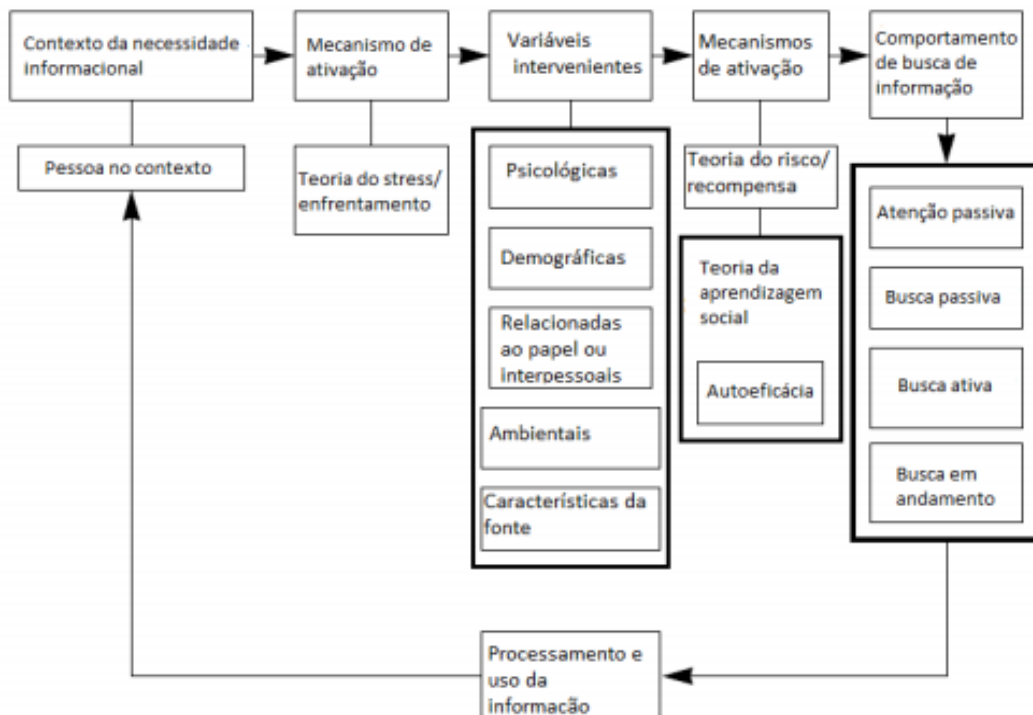 Contexto da necessidade
informacional
Mecanismo de
ativação
Variáveis
intervenientes
Mecanismos
de ativação
Comportamento
de busca de
informação
Pessoa no contexto
Teoria do stress/
enfrentamento
Psicológicas
Demográficas
Relacionadas
ao papel ou
interpessoais
Ambientais
Características da
fonte
Teoria do risco/
recompensa
Teoria da
aprendizagem
social
Autoeficácia
Atenção passiva
Busca passiva
Busca ativa
Busca em
andamento
Processamento e
uso da
informação